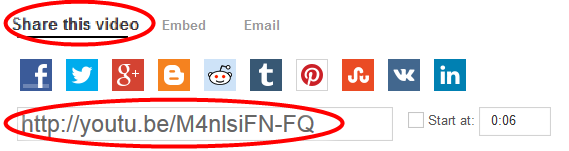 Share this video Embed Email
http://youtu.be/M4nlsiFN-FQ Start at: 0:06